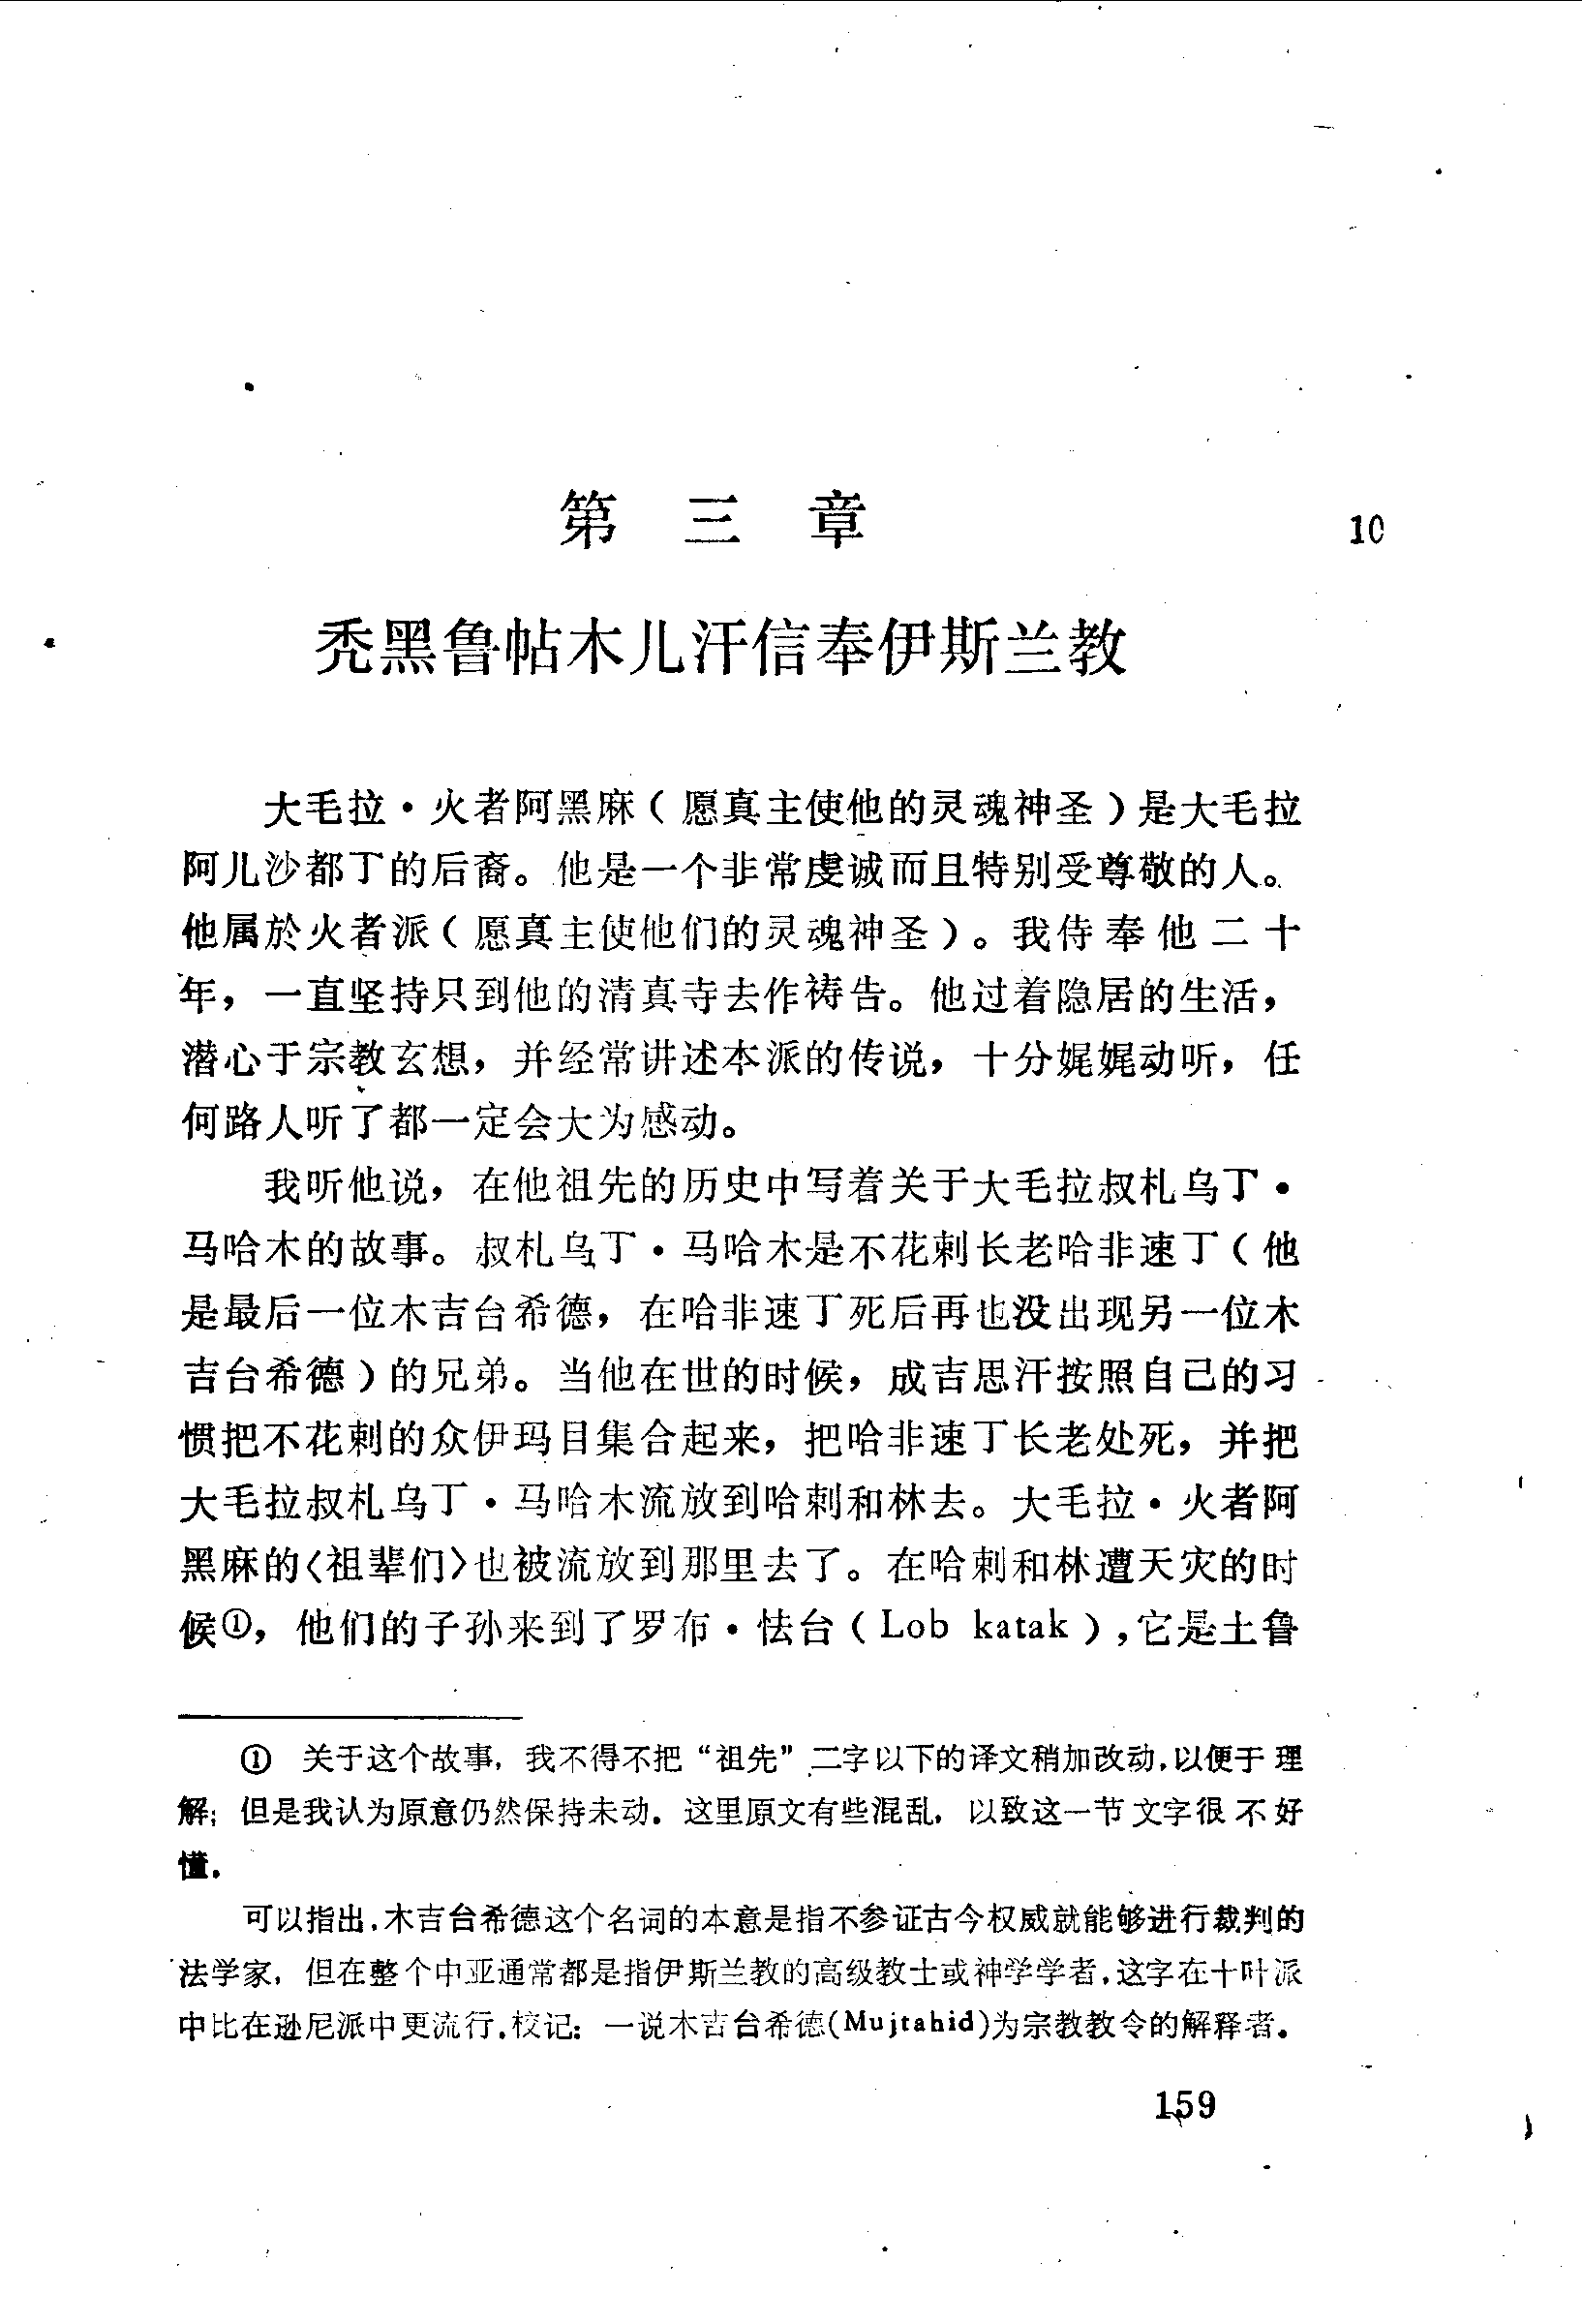 第三章
10
秃黑鲁帖木儿汗信奉伊斯兰教
大毛拉·火者阿黑麻（愿真主使他的灵魂神圣）是大毛拉
阿儿沙都丁的后裔。他是一个非常虔诚而且特别受尊敬的人。
他属於火者派（愿真主使他们的灵魂神圣）。我侍奉他二十
年，一直坚持只到他的清真寺去作祷告。他过着隐居的生活，
潜心于宗教玄想，并经常讲述本派的传说，十分娓娓动听，任
何路人听了都一定会大为感动。
我听他说，在他祖先的历史中写着关于大毛拉叔札乌丁·
马哈木的故事。叔札乌丁·马哈木是不花剌长老哈非速丁（他
是最后一位木吉台希德，在哈非速丁死后再也没出现另一位木
吉台希德）的兄弟。当他在世的时候，成吉思汗按照自己的习
惯把不花剌的众伊玛目集合起来，把哈非速丁长老处死，并把
大毛拉叔札乌丁·马哈木流放到哈剌和林去。大毛拉·火者阿
黑麻的〈祖辈们〉也被流放到那里去了。在哈剌和林遭天灾的时
候①，他们的子孙来到了罗布·怯台（Lob katak），它是土鲁
① 关于这个故事，我不得不把“祖先”二字以下的译文稍加改动，以便于理
解；但是我认为原意仍然保持未动。这里原文有些混乱，以致这一节文字很不好
懂。
可以指出，木吉台希德这个名词的本意是指不参证古今权威就能够进行裁判的
法学家，但在整个中亚通常都是指伊斯兰教的高级教士或神学学者，这字在十叶派
中比在逊尼派中更流行。校记：一说木吉台希德(Mujtahid)为宗教教令的解释者。
159